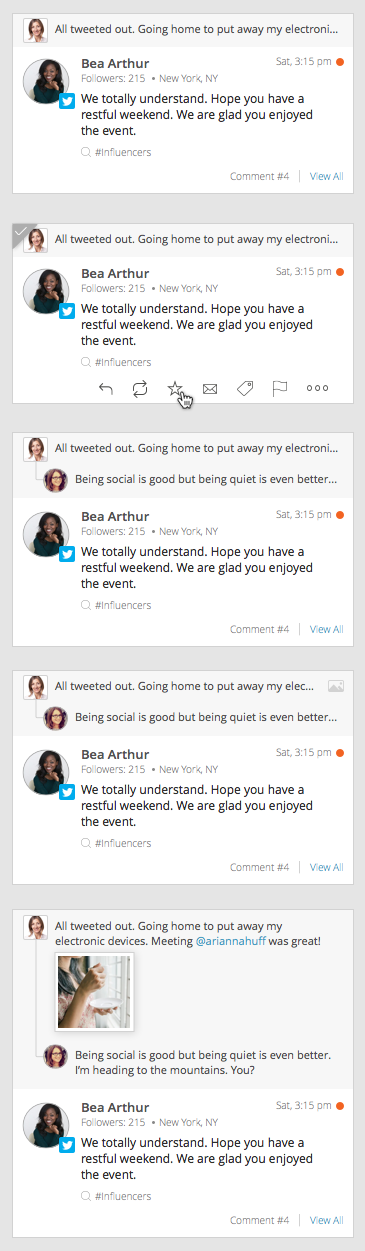 All tweeted out. Going home to put away my electroni...
Bea Arthur
Sat, 3:15 pm
Followers: 215 • New York, NY
We totally understand. Hope you have a
restful weekend. We are glad you enjoyed
the event.
#Influencers
Comment #4 | View All
All tweeted out. Going home to put away my electroni...
Bea Arthur
Sat, 3:15 pm
Followers: 215 • New York, NY
We totally understand. Hope you have a
restful weekend. We are glad you enjoyed
the event.
#Influencers
All tweeted out. Going home to put away my electroni...
Being social is good but being quiet is even better...
Bea Arthur
Sat, 3:15 pm
Followers: 215 • New York, NY
We totally understand. Hope you have a
restful weekend. We are glad you enjoyed
the event.
#Influencers
Comment #4 | View All
All tweeted out. Going home to put away my elec...
Being social is good but being quiet is even better...
Bea Arthur
Sat, 3:15 pm
Followers: 215 • New York, NY
We totally understand. Hope you have a
restful weekend. We are glad you enjoyed
the event.
#Influencers
Comment #4 | View All
All tweeted out. Going home to put away my
electronic devices. Meeting @ariannahuff was great!
Being social is good but being quiet is even better.
I'm heading to the mountains. You?
Bea Arthur
Sat, 3:15 pm
Followers: 215 • New York, NY
We totally understand. Hope you have a
restful weekend. We are glad you enjoyed
the event.
#Influencers
Comment #4 | View All